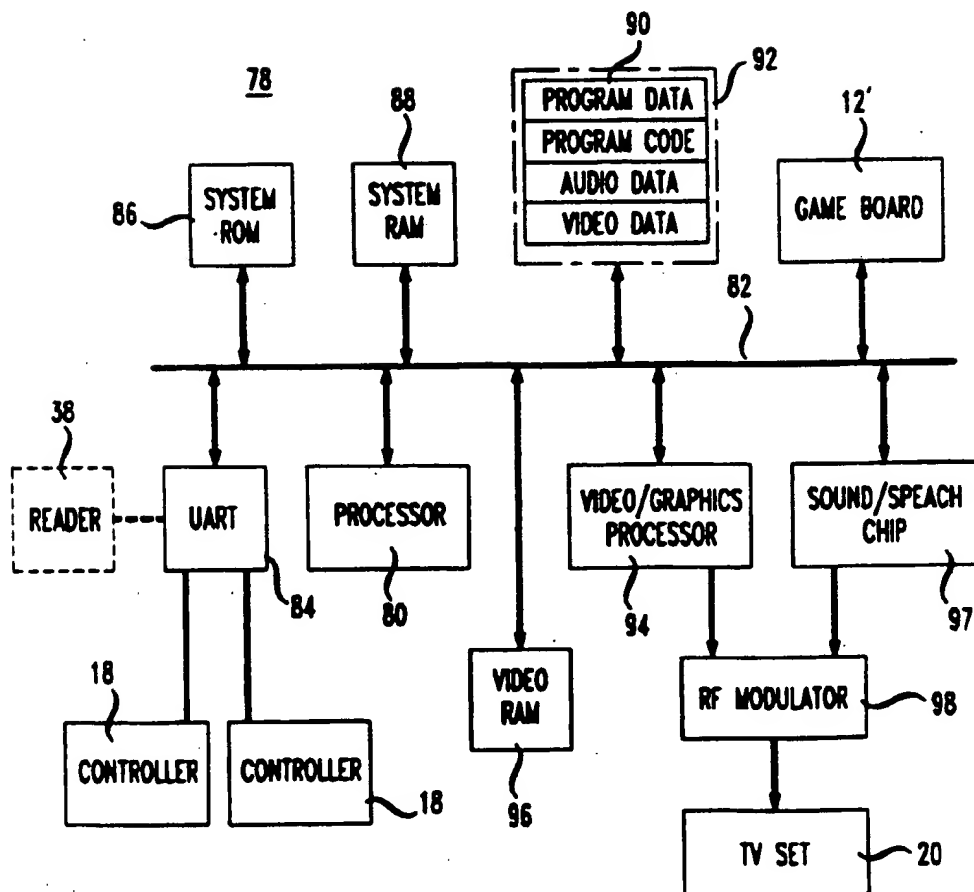 90
92
78
88
12'
PROGRAM DATA
PROGRAM CODE
AUDIO DATA
VIDEO DATA
86
SYSTEM
ROM
SYSTEM
RAM
GAME BOARD
82
38
READER
UART
PROCESSOR
VIDEO/GRAPHICS
PROCESSOR
SOUND/SPEACH
CHIP
84
80
94
97
18
VIDEO
RAM
RF MODULATOR
98
CONTROLLER
CONTROLLER
18
96
TV SET
20